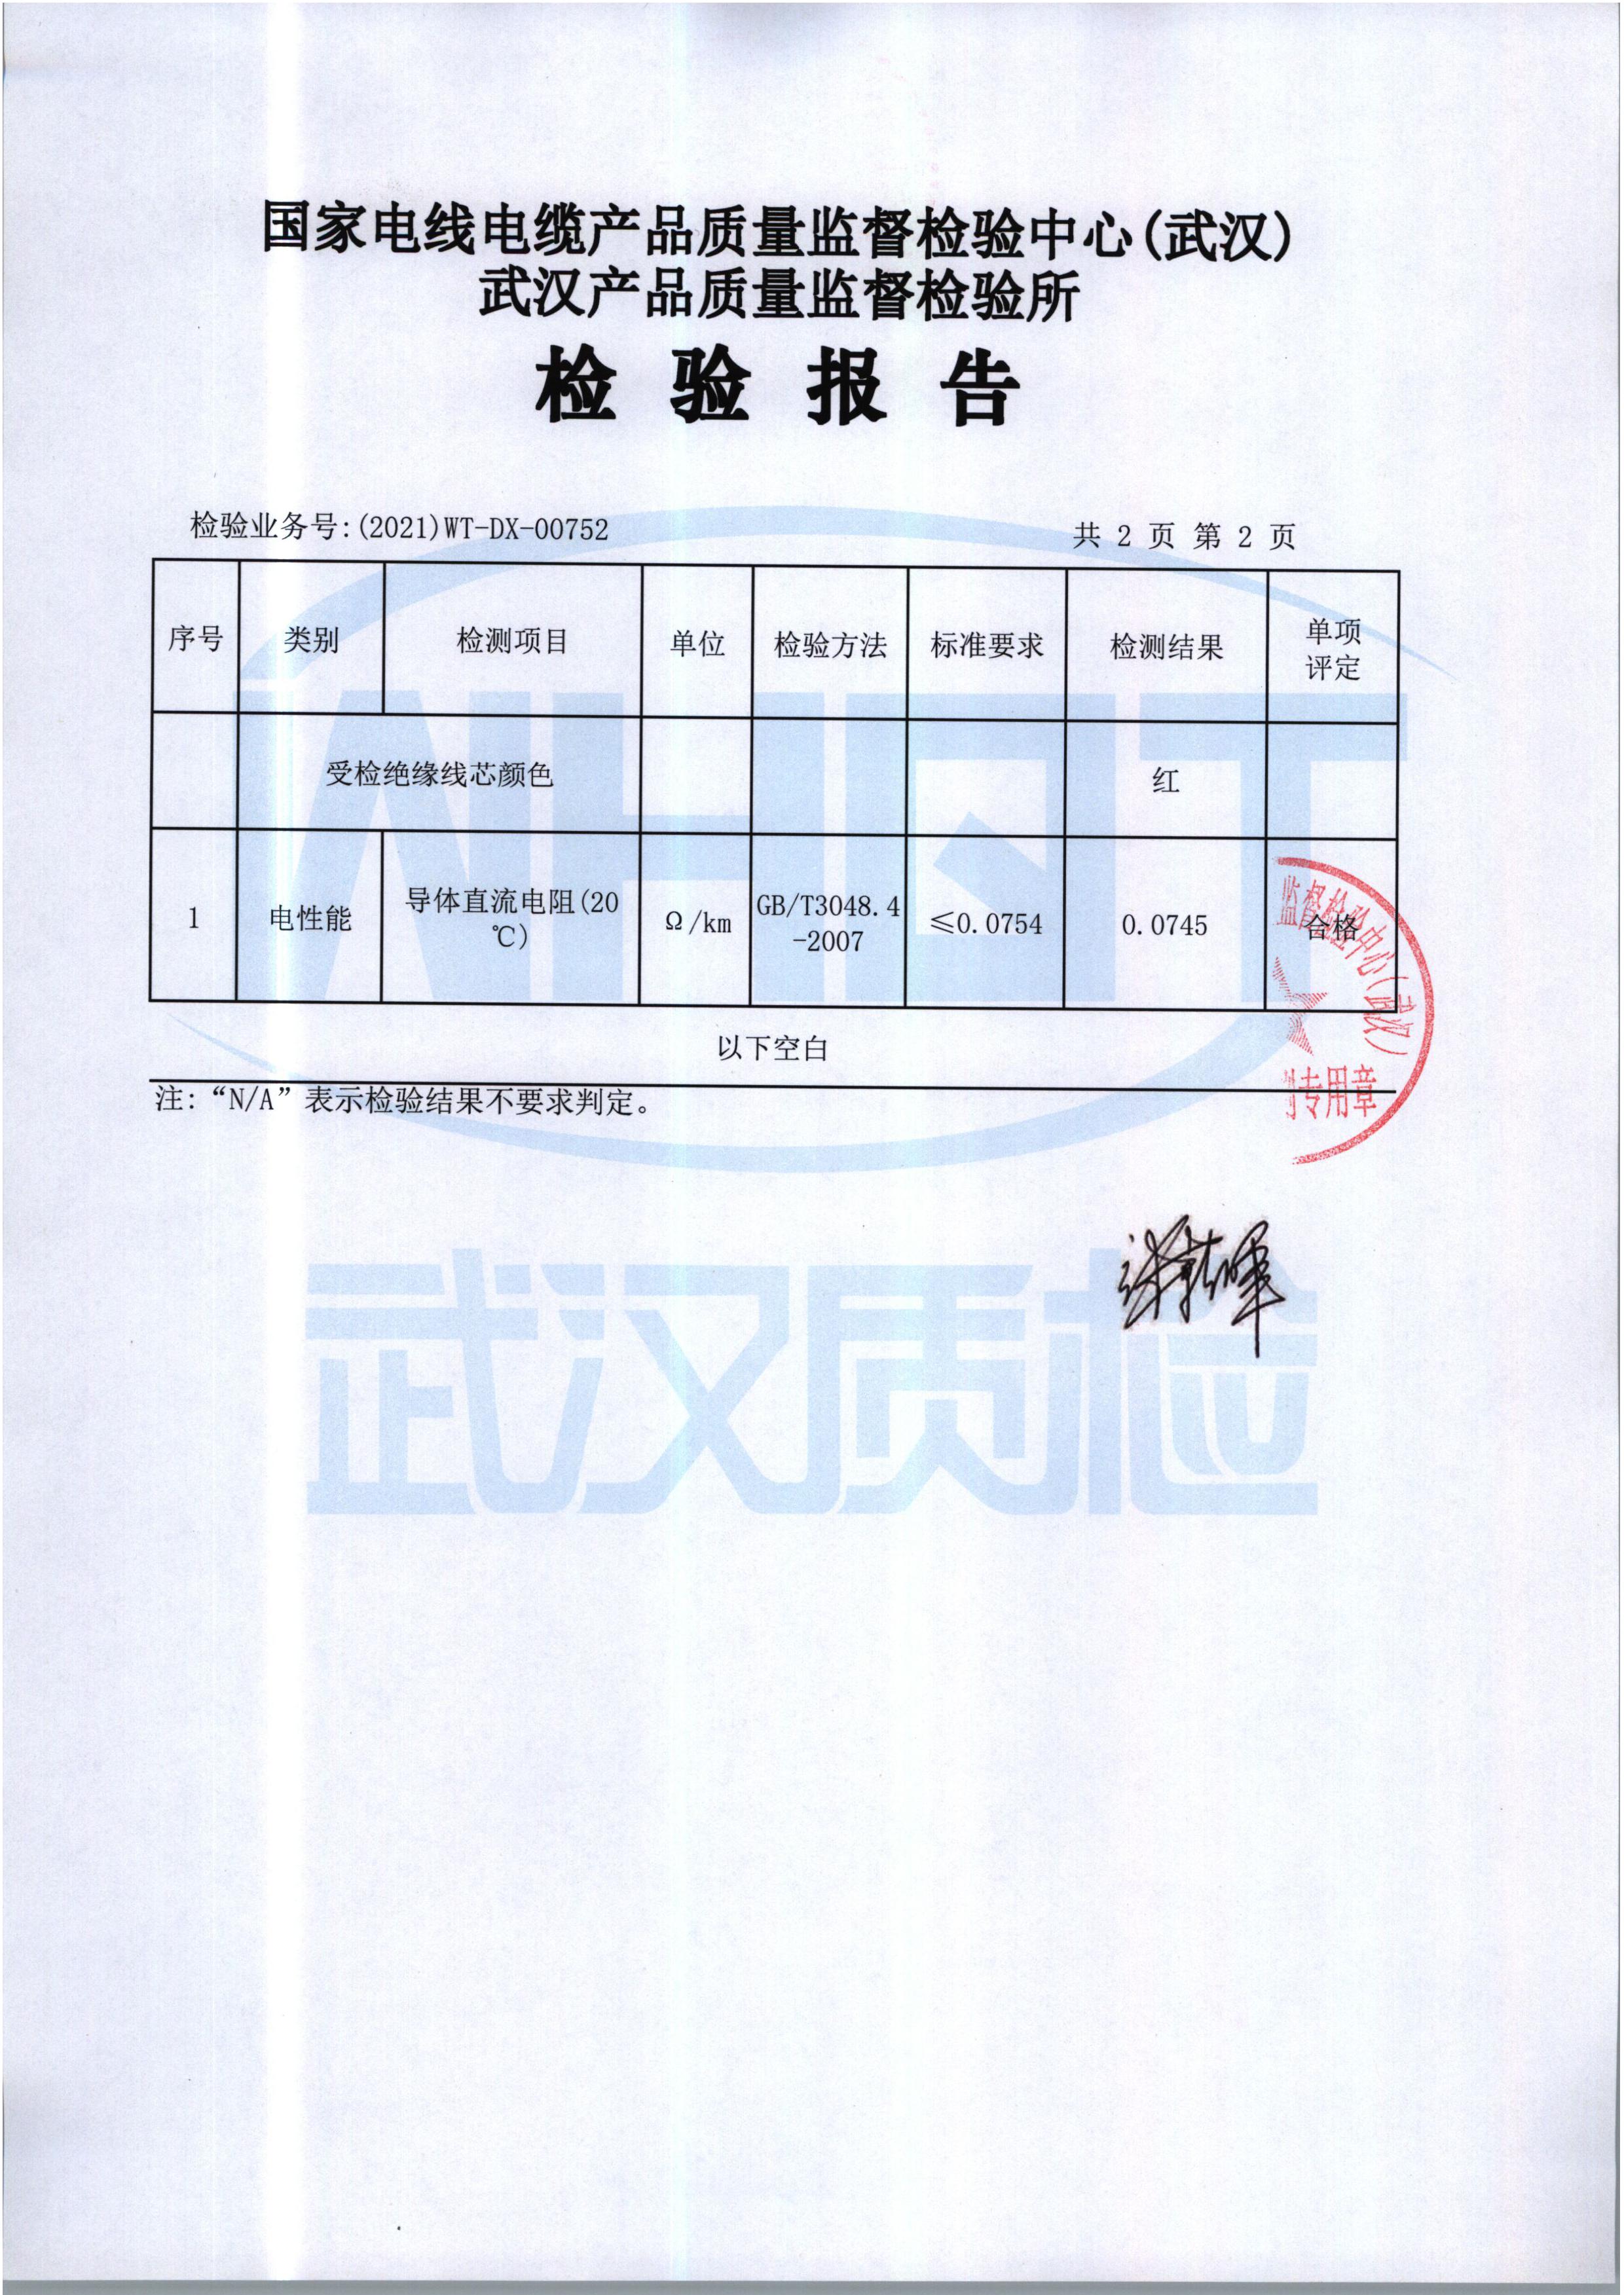 国家电线电缆产品质量监督检验中心(武汉)
武汉产品质量监督检验所
检 验 报 告
检验业务号:(2021)WT-DX-00752
共 2 页 第 2 页
序号 类别 检测项目 单位 检验方法 标准要求 检测结果 单项
评定
受检绝缘线芯颜色 红
1 电性能 导体直流电阻(20
℃) Ω/km GB/T3048.4
-2007 ≤0.0754 0.0745 合格
监督检验中心(武汉)
专用章
以下空白
注:“N/A”表示检验结果不要求判定。
WHQT
武汉质检